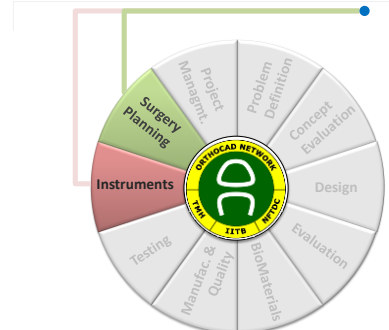 Project
Managmt.
Problem
Definition
Surgery
Planning
Concept
Evaluation
ORTHOCAD NETWORK
Instruments
Design
TMH
IITB
NFTDC
Testing
Evaluation
Manufac. &
Quality
BioMaterials